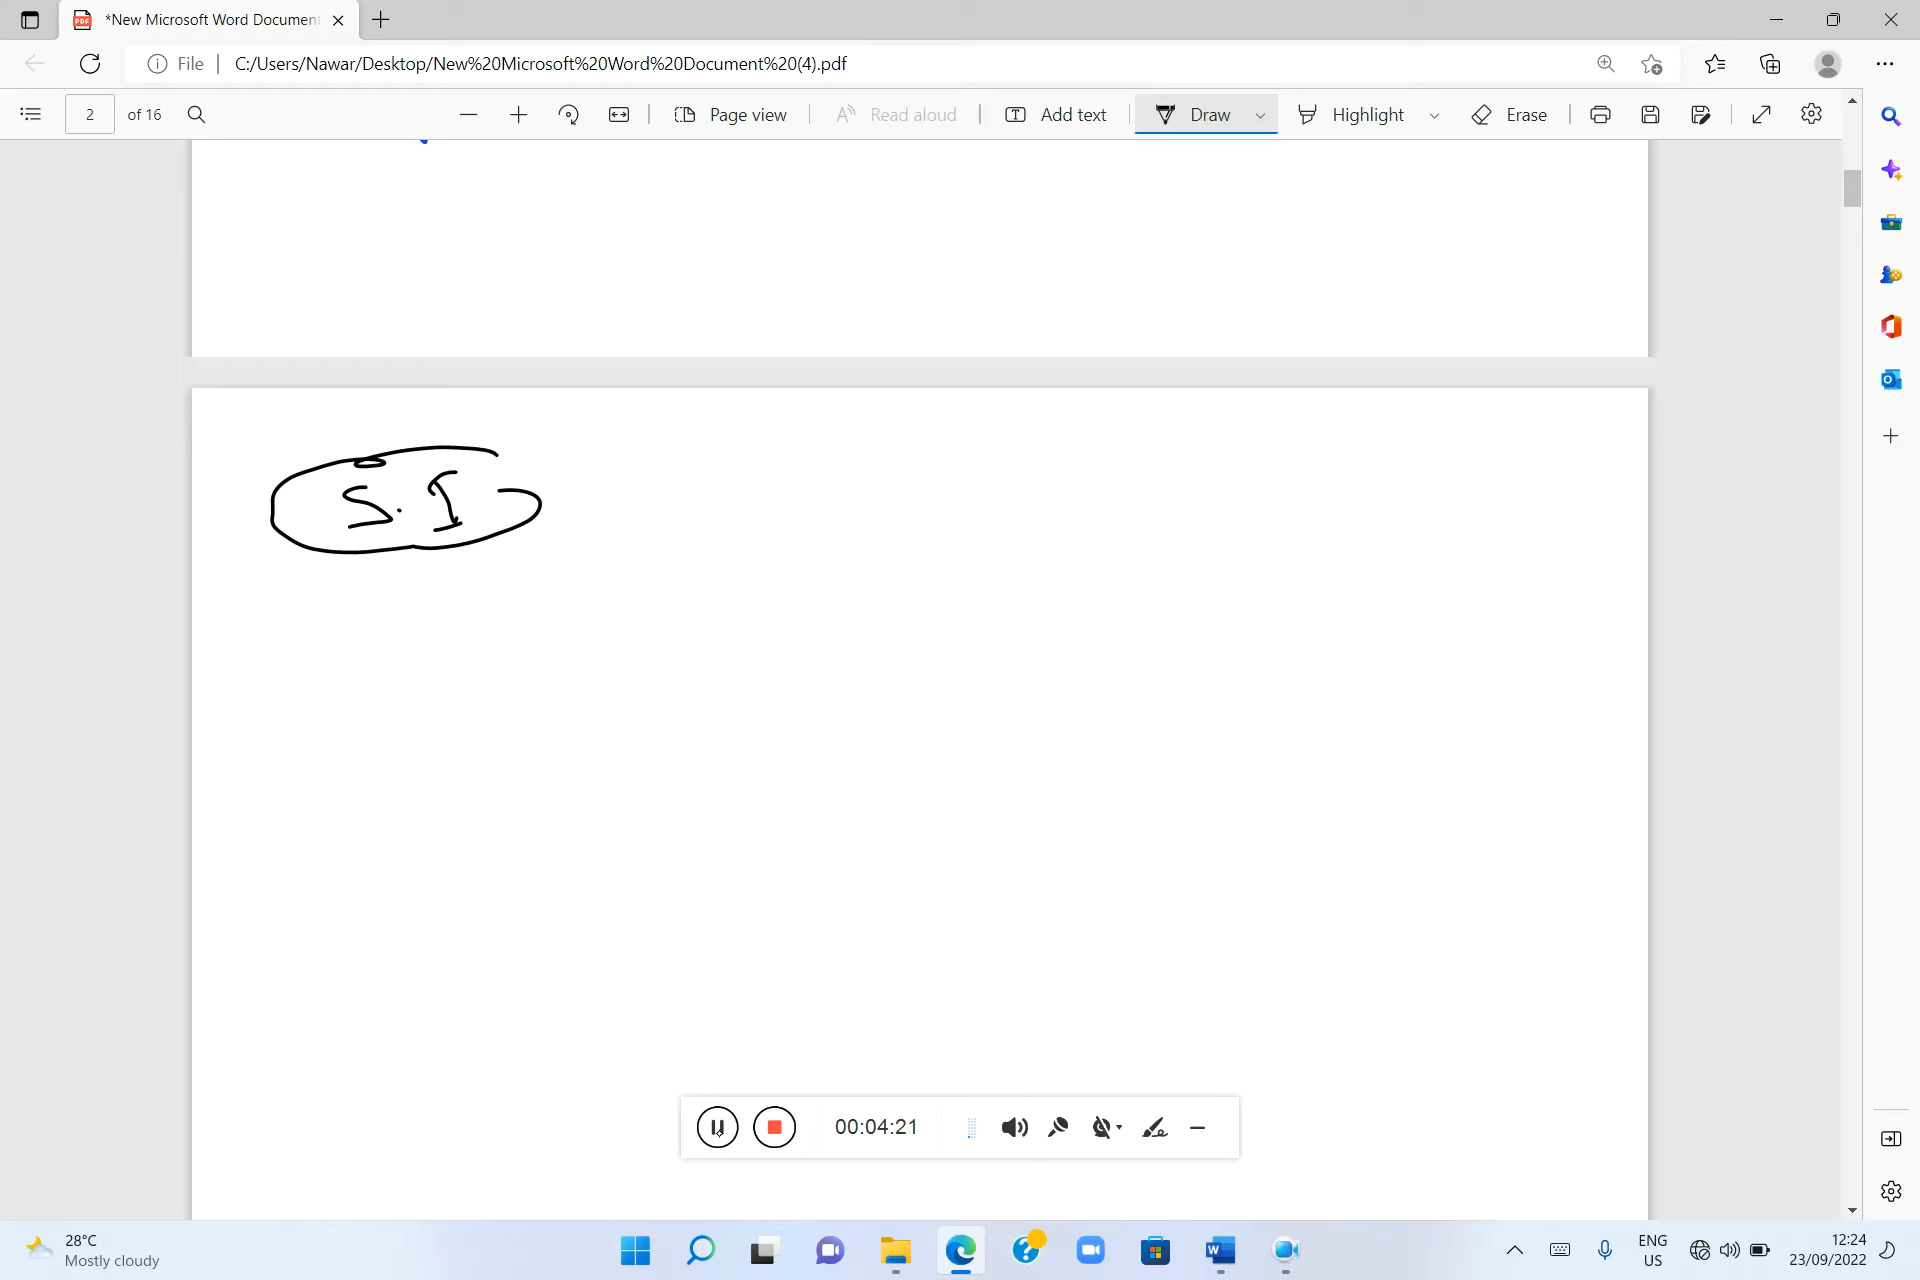 *New Microsoft Word Document
File C:/Users/Nawar/Desktop/New%20Microsoft%20Word%20Document%20(4).pdf
2 of 16 Page view Read aloud Add text Draw Highlight Erase
S. I
00:04:21
28°C
Mostly cloudy
ENG
US
12:24
23/09/2022